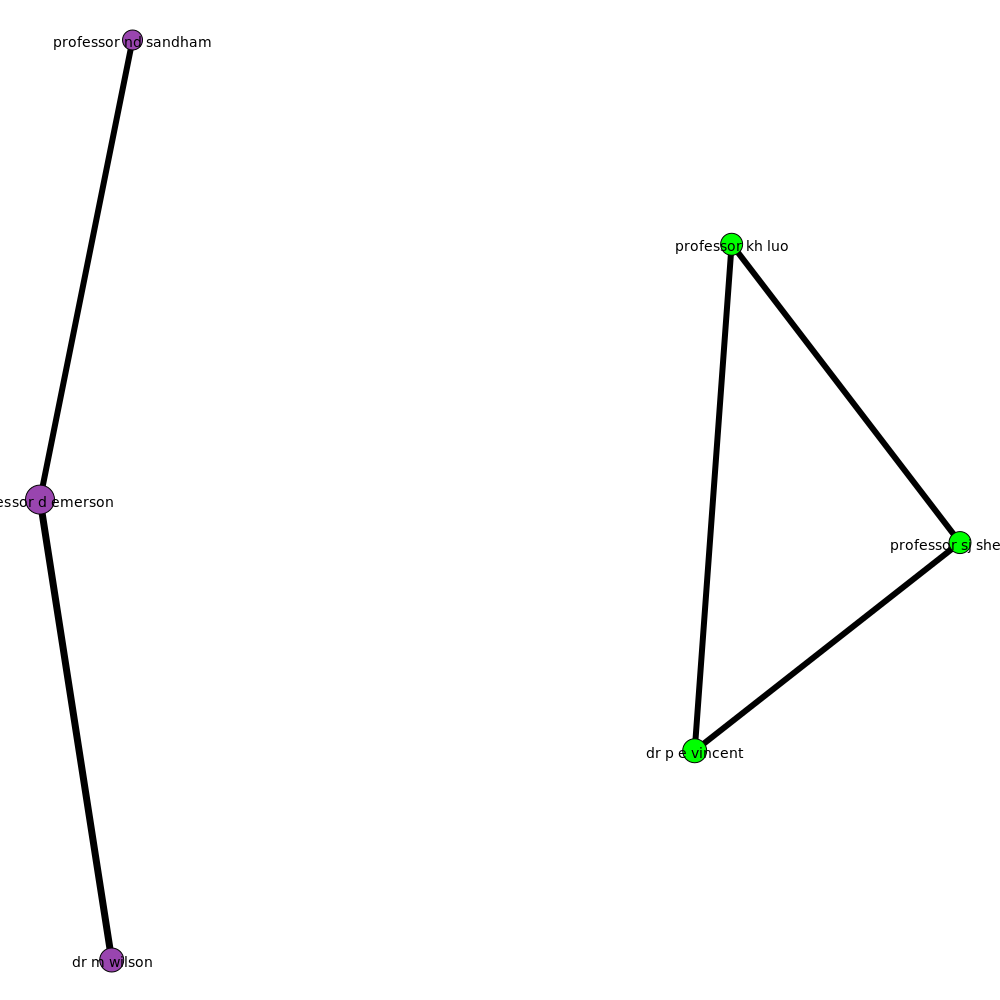 professor nd sandham
professor kh luo
essor d emerson
professor sj she
dr p e vincent
dr m wilson